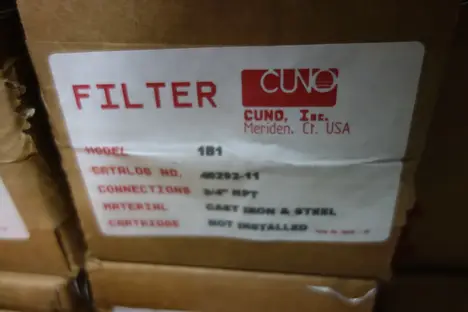 FILTER
CUNO
CUNO, Inc.
Meriden, Ct. USA
MODEL 1B1
CATALOG NO. 40292-11
CONNECTIONS 3/4" NPT
MATERIAL CAST IRON & STEEL
CARTRIDGE NOT INSTALLED